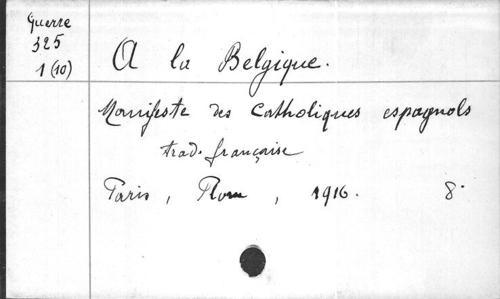 Guerre
325
1 (10)
A la Belgique.
Manifeste des Catholiques espagnols
trad. française
Paris, Plon, 1916. 8°